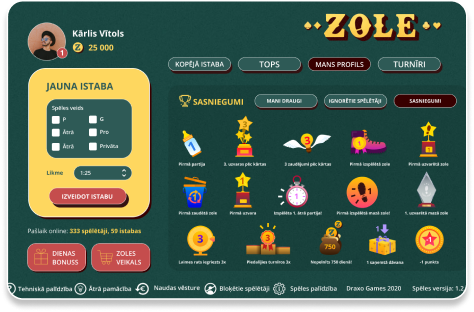 ZOLE
Kārlis Vītols
1
25 000
KOPĒJĀ ISTABA
TOPS
MANS PROFILS
TURNĪRI
JAUNA ISTABA
Spēles veids
P
G
Ātrā
Pro
Ātrā
Privāta
Likme
1:25
IZVEIDOT ISTABU
Pašlaik online: 333 spēlētāji, 59 istabas
DIENAS
BONUSS
ZOLES
VEIKALS
SASNIEGUMI
MANI DRAUGI
IGNORĒTIE SPĒLĒTĀJI
SASNIEGUMI
Pirmā partija
3. uzvaras pēc kārtas
3 zaudējumi pēc kārtas
Pirmā izspēlētā zole
Pirmā uzvarētā zole
Pirmā zaudētā zole
Pirmā uzvara
Izspēlēta 1. ātrā partija!
Pirmā izspēlētā mazā zole!
1. uzvarētā mazā zole
Laimes rats iegriezts 3x
Piedalījies turnīros 3x
750
Nopelnīts 750 dienā!
1 saņemtā dāvana
-1 punkts
Tehniskā palīdzība
Ātrā pamācība
Naudas vēsture
Bloķētie spēlētāji
Spēles palīdzība
Draxo Games 2020
Spēles versija: 1.2